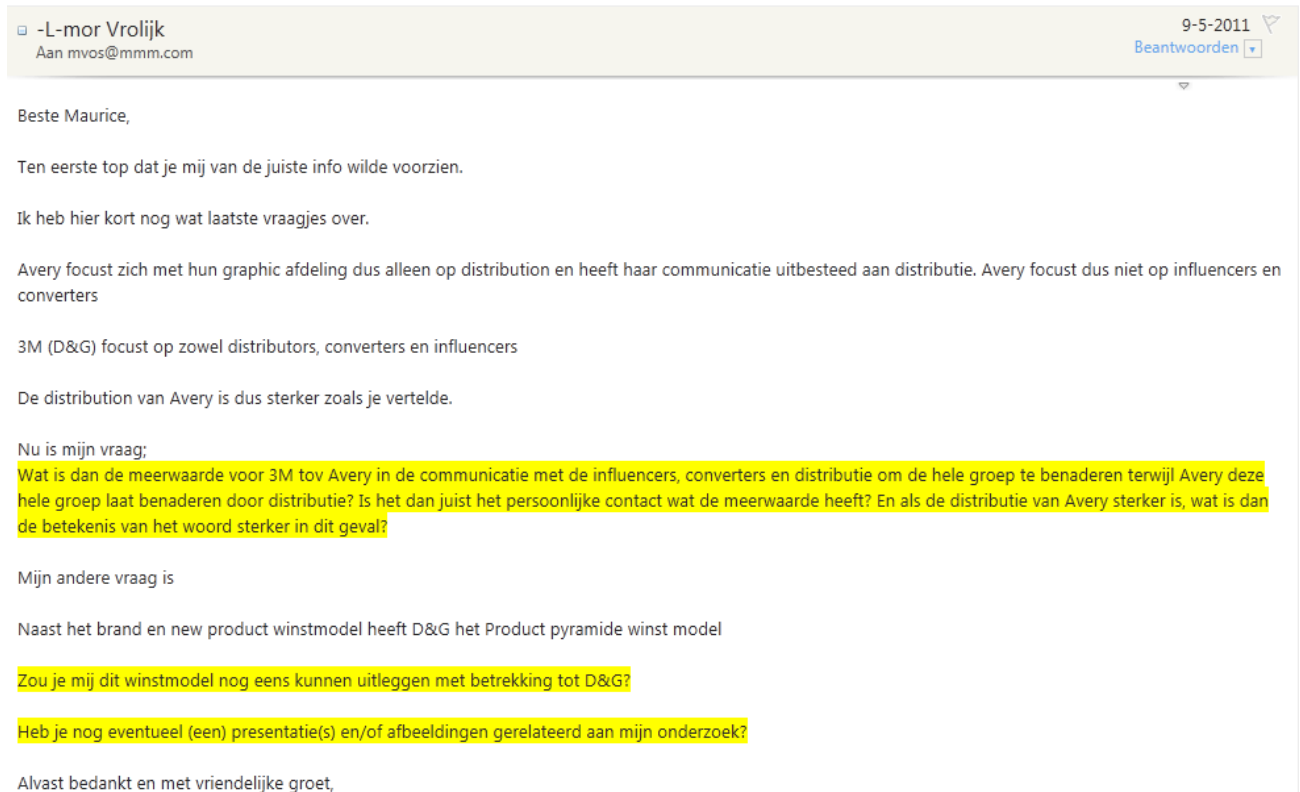 -L-mor Vrolijk
9-5-2011
Aan mvos@mmm.com
Beantwoorden
Beste Maurice,
Ten eerste top dat je mij van de juiste info wilde voorzien.
Ik heb hier kort nog wat laatste vraagjes over.
Avery focust zich met hun graphic afdeling dus alleen op distribution en heeft haar communicatie uitbesteed aan distributie. Avery focust dus niet op influencers en
converters
3M (D&G) focust op zowel distributors, converters en influencers
De distribution van Avery is dus sterker zoals je vertelde.
Nu is mijn vraag;
Wat is dan de meerwaarde voor 3M tov Avery in de communicatie met de influencers, converters en distributie om de hele groep te benaderen terwijl Avery deze
hele groep laat benaderen door distributie? Is het dan juist het persoonlijke contact wat de meerwaarde heeft? En als de distributie van Avery sterker is, wat is dan
de betekenis van het woord sterker in dit geval?
Mijn andere vraag is
Naast het brand en new product winstmodel heeft D&G het Product pyramide winst model
Zou je mij dit winstmodel nog eens kunnen uitleggen met betrekking tot D&G?
Heb je nog eventueel (een) presentatie(s) en/of afbeeldingen gerelateerd aan mijn onderzoek?
Alvast bedankt en met vriendelijke groet,